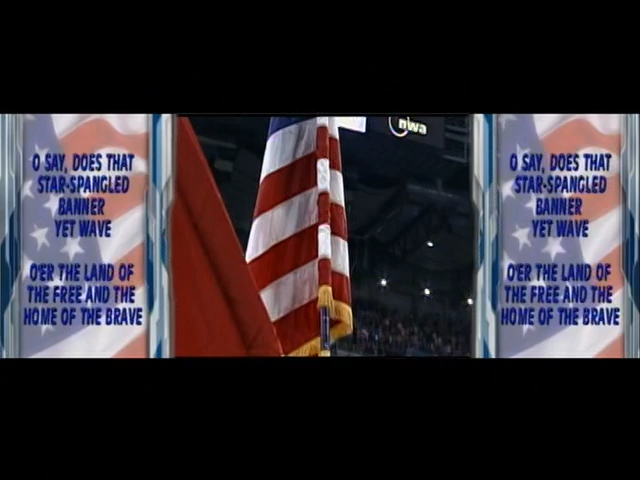 nwa
O SAY, DOES THAT
STAR-SPANGLED
BANNER
YET WAVE
O'ER THE LAND OF
THE FREE AND THE
HOME OF THE BRAVE
O SAY, DOES THAT
STAR-SPANGLED
BANNER
YET WAVE
O'ER THE LAND OF
THE FREE AND THE
HOME OF THE BRAVE